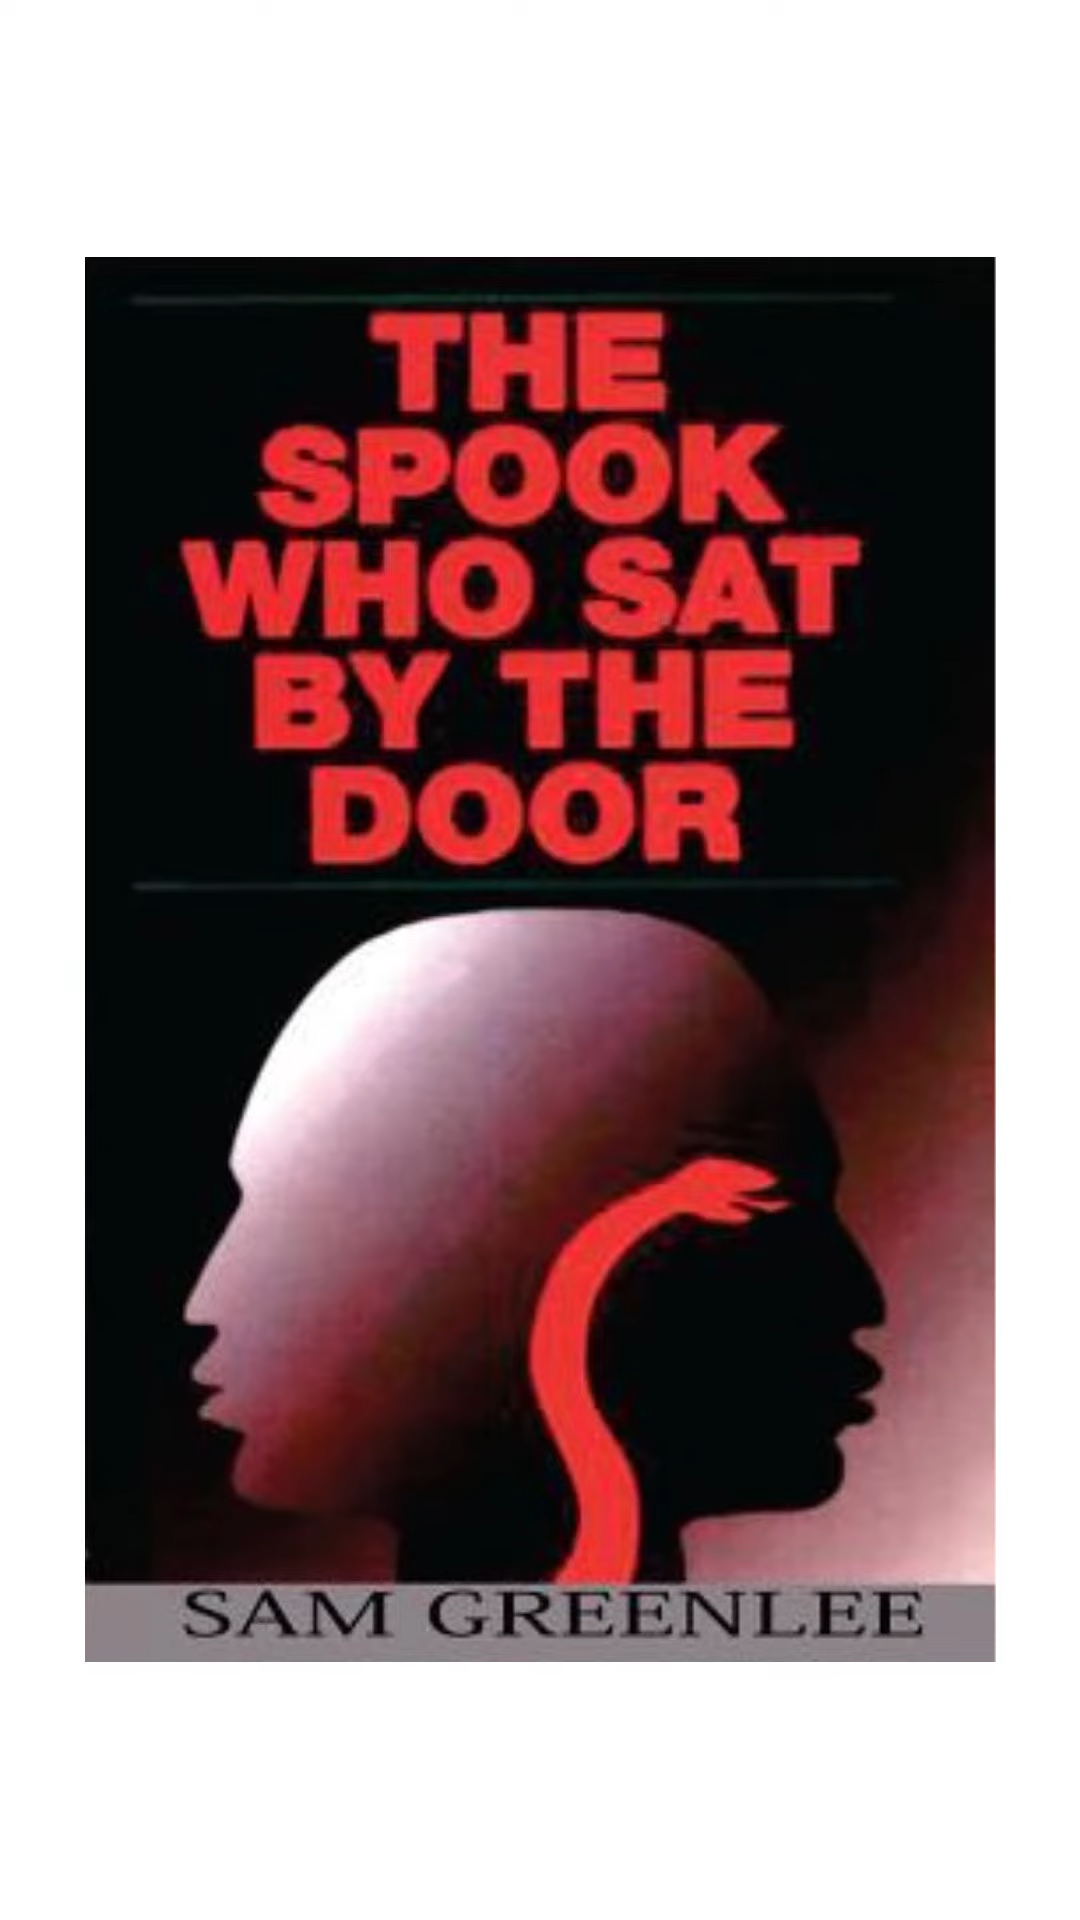 THE
SPOOK
WHO SAT
BY THE
DOOR
SAM GREENLEE